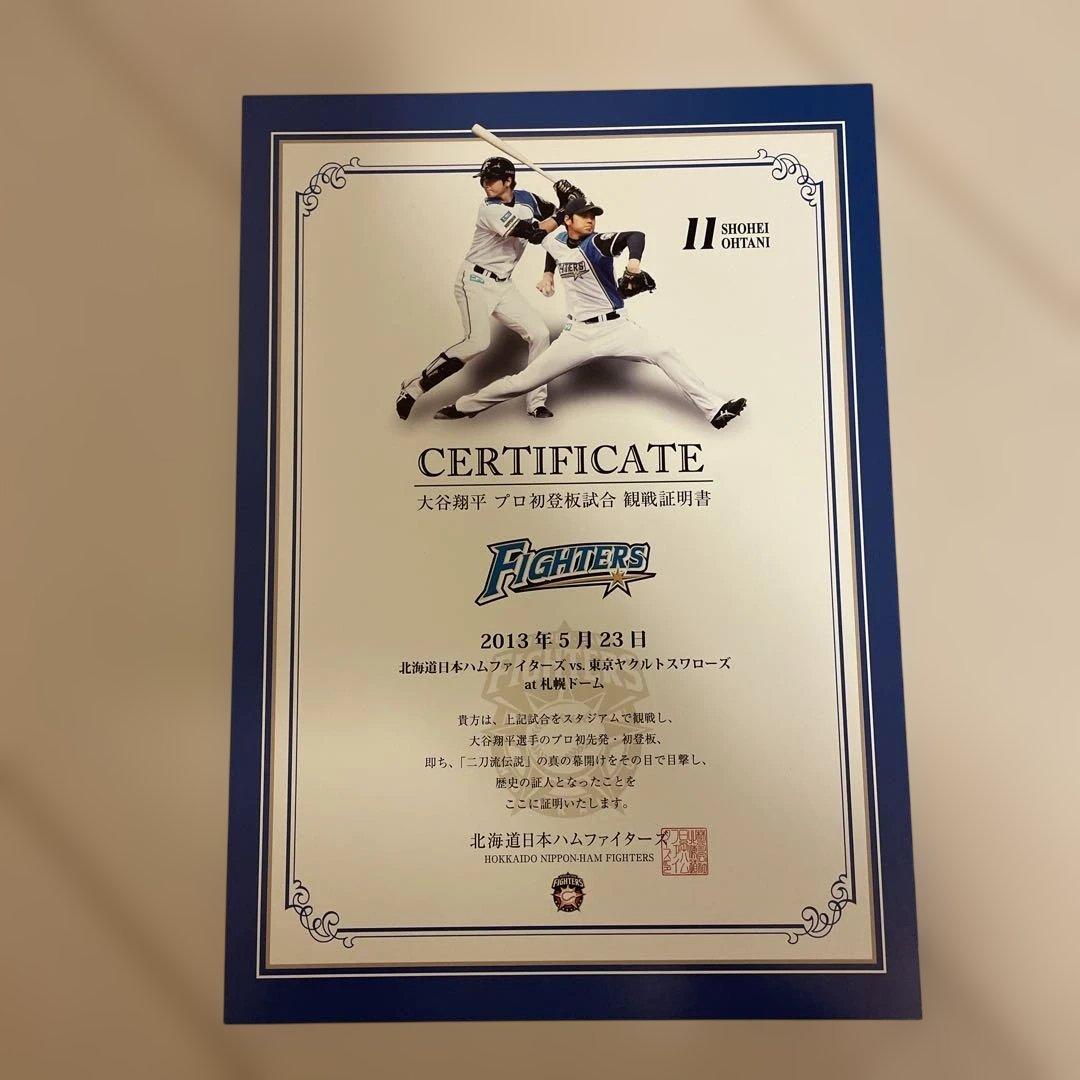 11 SHOHEI
OHTANI
FIGHTERS
CERTIFICATE
大谷翔平 プロ初登板試合 観戦証明書
FIGHTERS
2013年5月23日
FIGHTERS
北海道日本ハムファイターズ vs. 東京ヤクルトスワローズ
at 札幌ドーム
貴方は、上記試合をスタジアムで観戦し、
大谷翔平選手のプロ初先発・初登板、
即ち、「二刀流伝説」の真の幕開けをその目で目撃し、
歴史の証人となったことを
ここに証明いたします。
北海道日本ハムファイターズ
HOKKAIDO NIPPON-HAM FIGHTERS
FIGHTERS